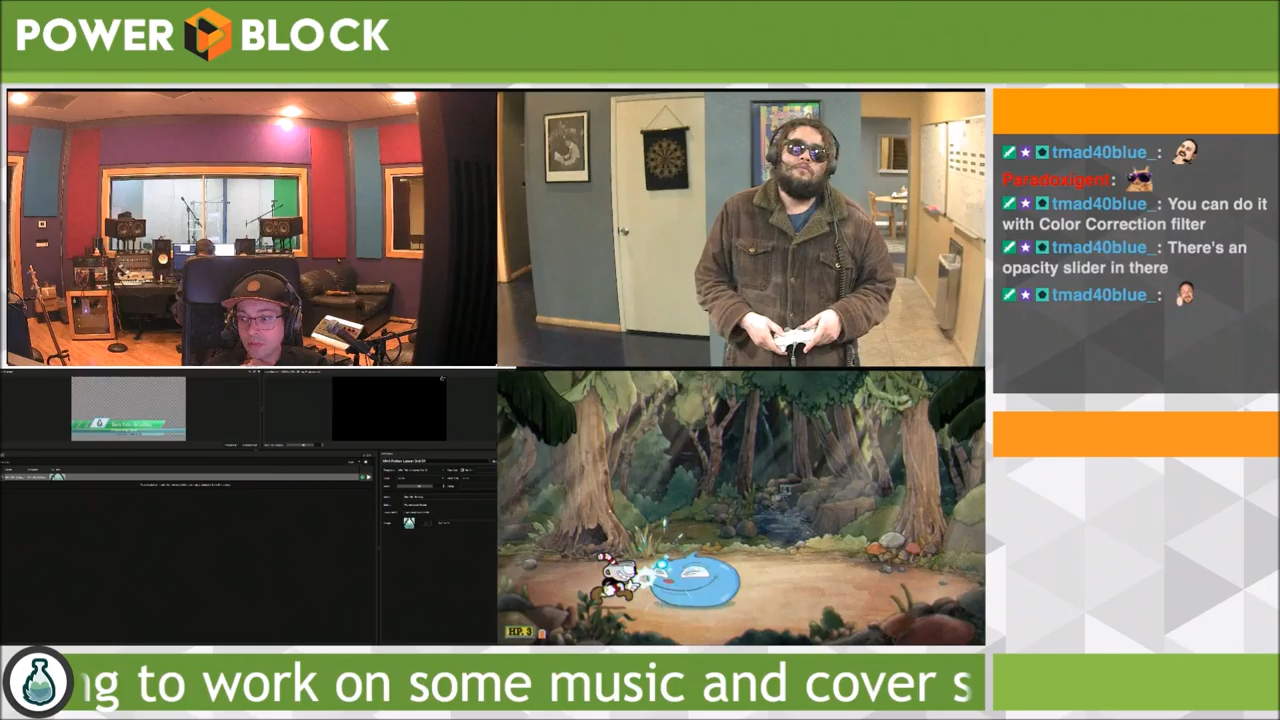 POWER BLOCK
tmad40blue_:
Paradoxigent:
tmad40blue_: You can do it
with Color Correction filter
tmad40blue_: There's an
opacity slider in there
tmad40blue_:
HP. 3
ng to work on some music and cover s